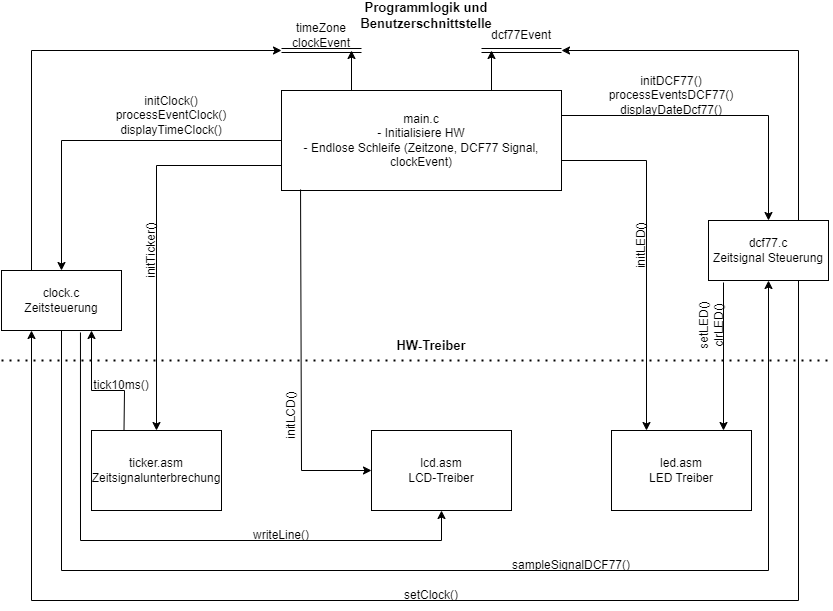 Programmlogik und
Benutzerschnittstelle
timeZone
clockEvent
dcf77Event
initClock()
processEventClock()
displayTimeClock()
main.c
- Initialisiere HW
- Endlose Schleife (Zeitzone, DCF77 Signal,
clockEvent)
initDCF77()
processEventsDCF77()
displayDateDcf77()
initTicker()
initLED()
dcf77.c
Zeitsignal Steuerung
clock.c
Zeitsteuerung
setLED()
clrLED()
HW-Treiber
tick10ms()
initLCD()
ticker.asm
Zeitsignalunterbrechung
lcd.asm
LCD-Treiber
led.asm
LED Treiber
writeLine()
sampleSignalDCF77()
setClock()